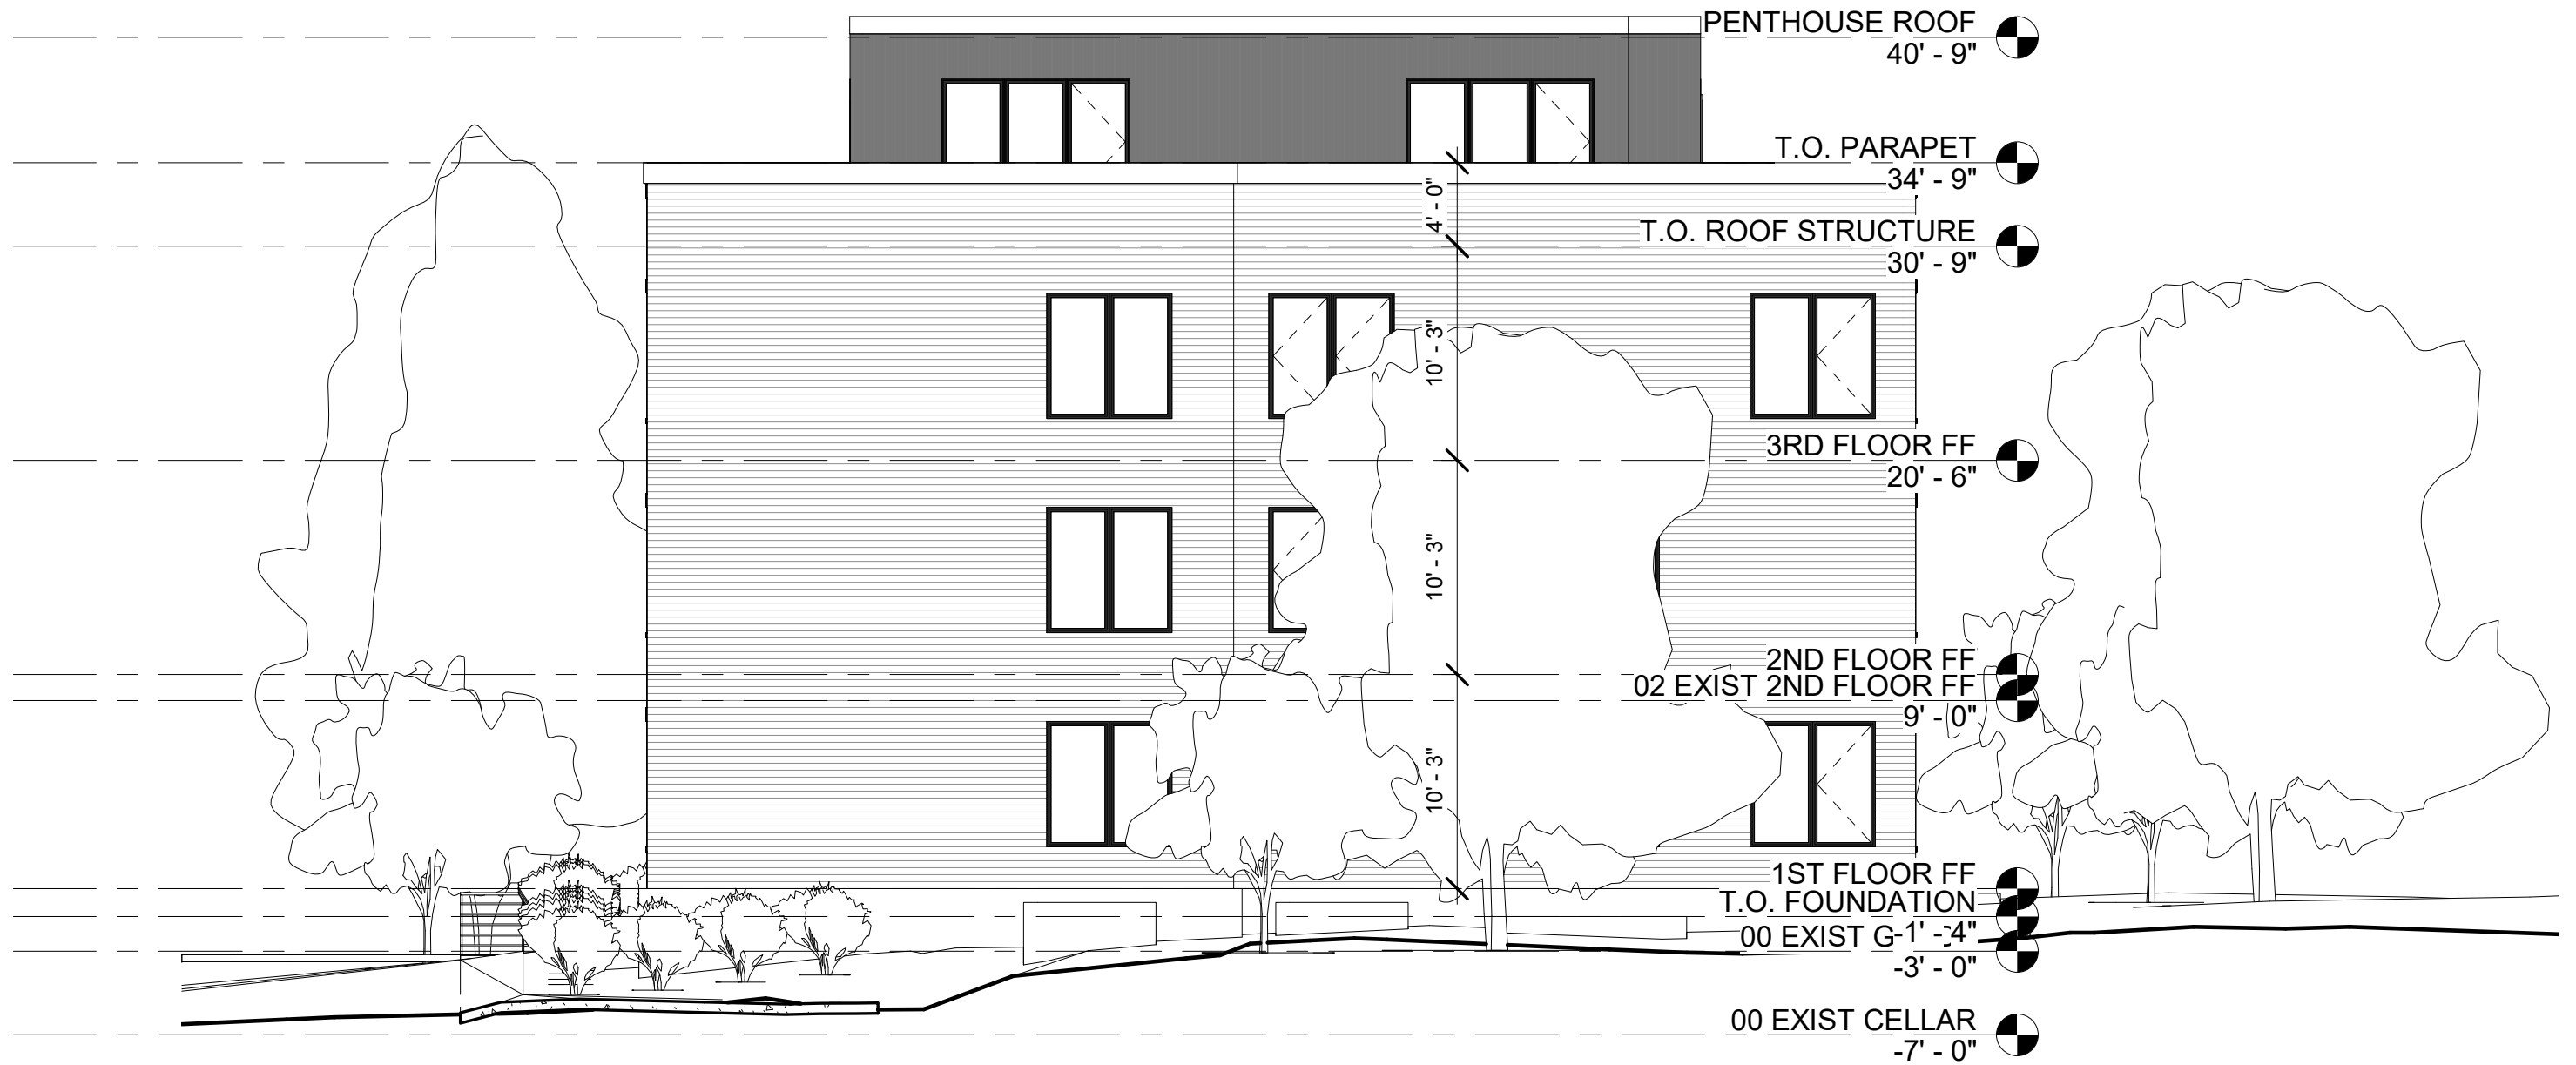 PENTHOUSE ROOF
40' - 9"
T.O. PARAPET
34' - 9"
4' - 0"
T.O. ROOF STRUCTURE
30' - 9"
10' - 3"
3RD FLOOR FF
20' - 6"
10' - 3"
2ND FLOOR FF
02 EXIST 2ND FLOOR FF
9' - 0"
10' - 3"
1ST FLOOR FF
T.O. FOUNDATION
-1' - 4"
00 EXIST G
-3' - 0"
00 EXIST CELLAR
-7' - 0"